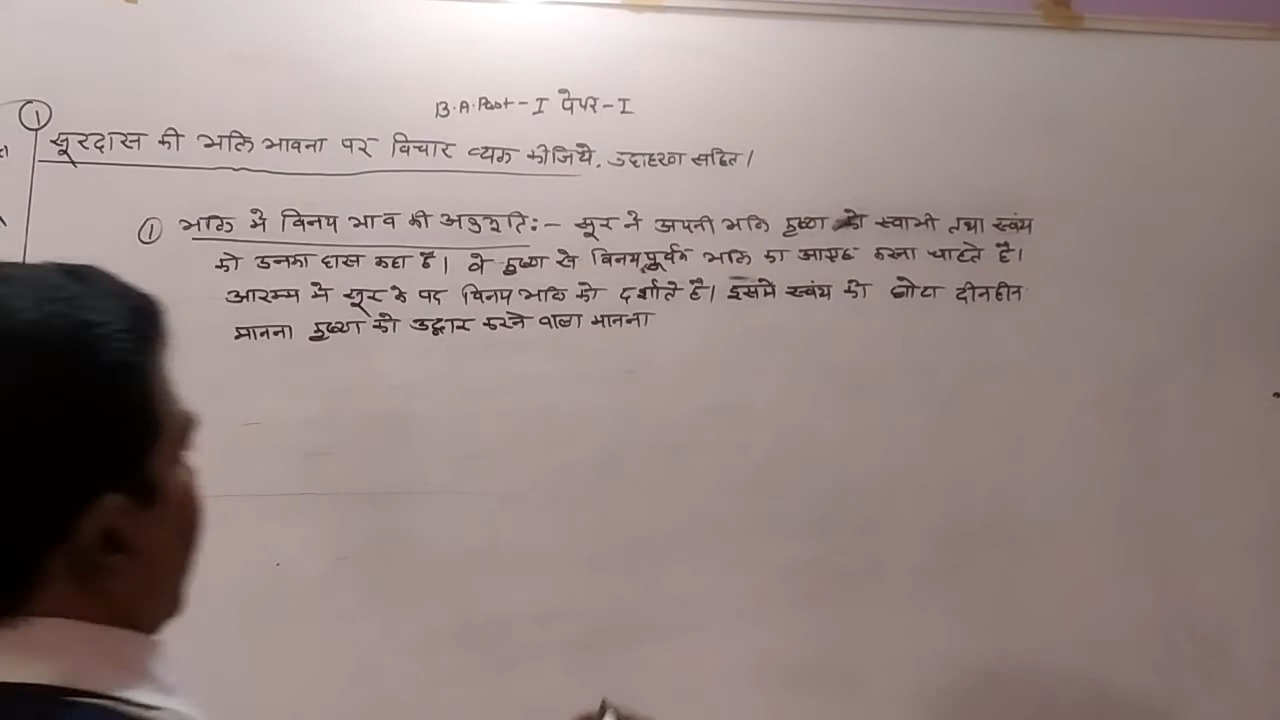 B.A. Part-I पेपर-I
① सूरदास की भक्ति भावना पर विचार व्यक्त कीजिये. उदाहरण सहित।
① भक्ति मे विनय भाव की अनुभूति:- सूर ने अपनी भक्ति कृष्ण को स्वामी तथा स्वंय
को उनका दास कहा है। वे कृष्ण से विनयपूर्वक भक्ति का आग्रह करना चाहते है।
आरम्भ मे सूर के पद विनय भक्ति को दर्शाते है। इसमे स्वंय को छोटा दीनहीन
मानना कृष्ण को उद्धार करने वाला मानना